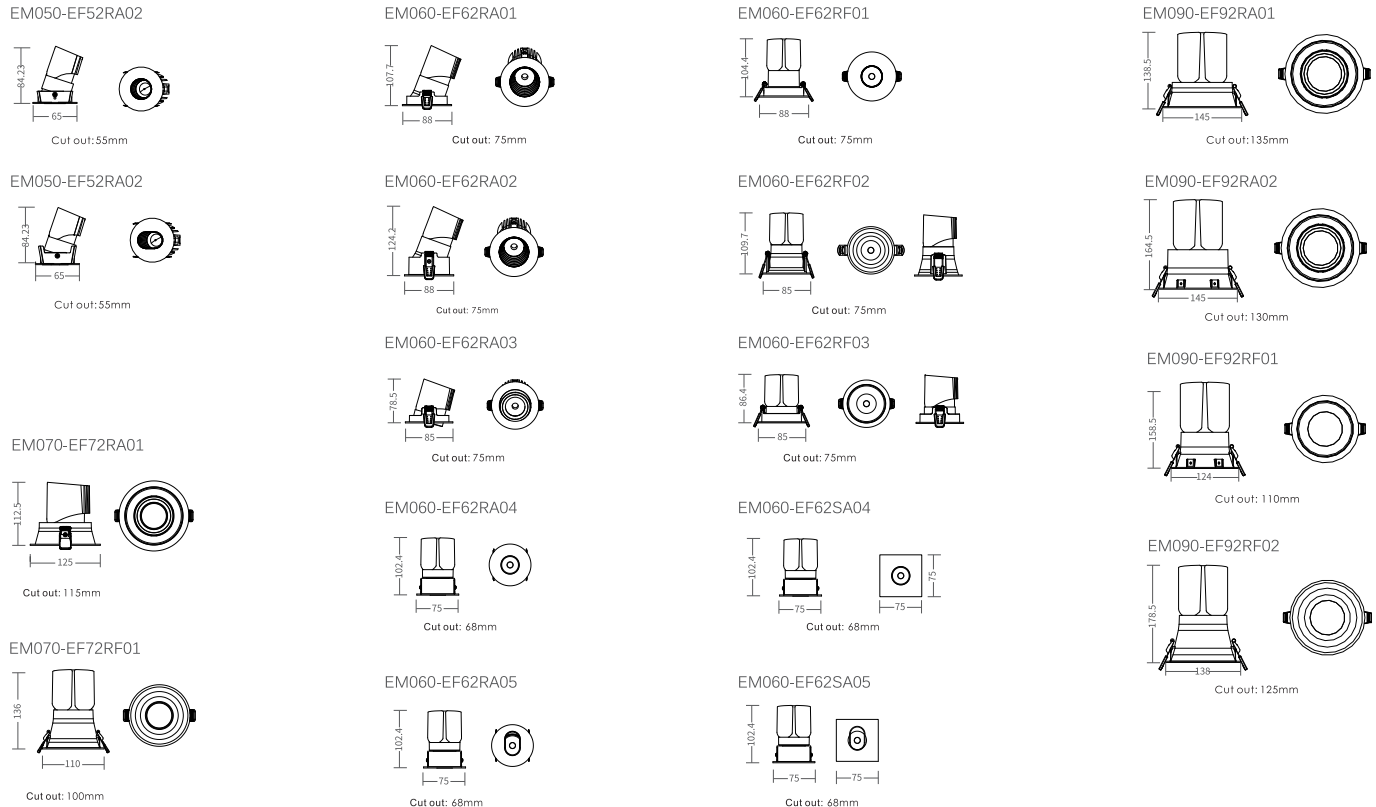 EM050-EF52RA02
84.23
65
Cut out:55mm
EM050-EF52RA02
84.23
65
Cut out:55mm
EM070-EF72RA01
112.5
125
Cut out: 115mm
EM070-EF72RF01
136
110
Cut out: 100mm
EM060-EF62RA01
107.7
88
Cut out: 75mm
EM060-EF62RA02
124.2
88
Cut out: 75mm
EM060-EF62RA03
78.5
85
Cut out: 75mm
EM060-EF62RA04
102.4
75
Cut out: 68mm
EM060-EF62RA05
102.4
75
Cut out: 68mm
EM060-EF62RF01
104.4
88
Cut out: 75mm
EM060-EF62RF02
109.7
85
Cut out: 75mm
EM060-EF62RF03
86.4
85
Cut out: 75mm
EM060-EF62SA04
102.4
75
75
75
Cut out: 68mm
EM060-EF62SA05
102.4
75
75
Cut out: 68mm
EM090-EF92RA01
138.5
145
Cut out:135mm
EM090-EF92RA02
164.5
145
Cut out: 130mm
EM090-EF92RF01
158.5
124
Cut out: 110mm
EM090-EF92RF02
178.5
138
Cut out: 125mm